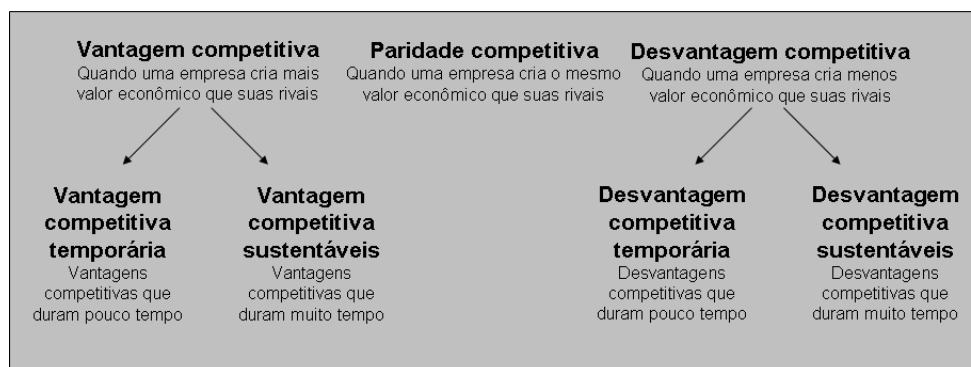 Vantagem competitiva
Quando uma empresa cria mais
valor econômico que suas rivais
Paridade competitiva
Quando uma empresa cria o mesmo
valor econômico que suas rivais
Desvantagem competitiva
Quando uma empresa cria menos
valor econômico que suas rivais
Vantagem
competitiva
temporária
Vantagens
competitivas que
duram pouco tempo
Vantagem
competitiva
sustentáveis
Vantagens
competitivas que
duram muito tempo
Desvantagem
competitiva
temporária
Desvantagens
competitivas que
duram pouco tempo
Desvantagem
competitiva
sustentáveis
Desvantagens
competitivas que
duram muito tempo